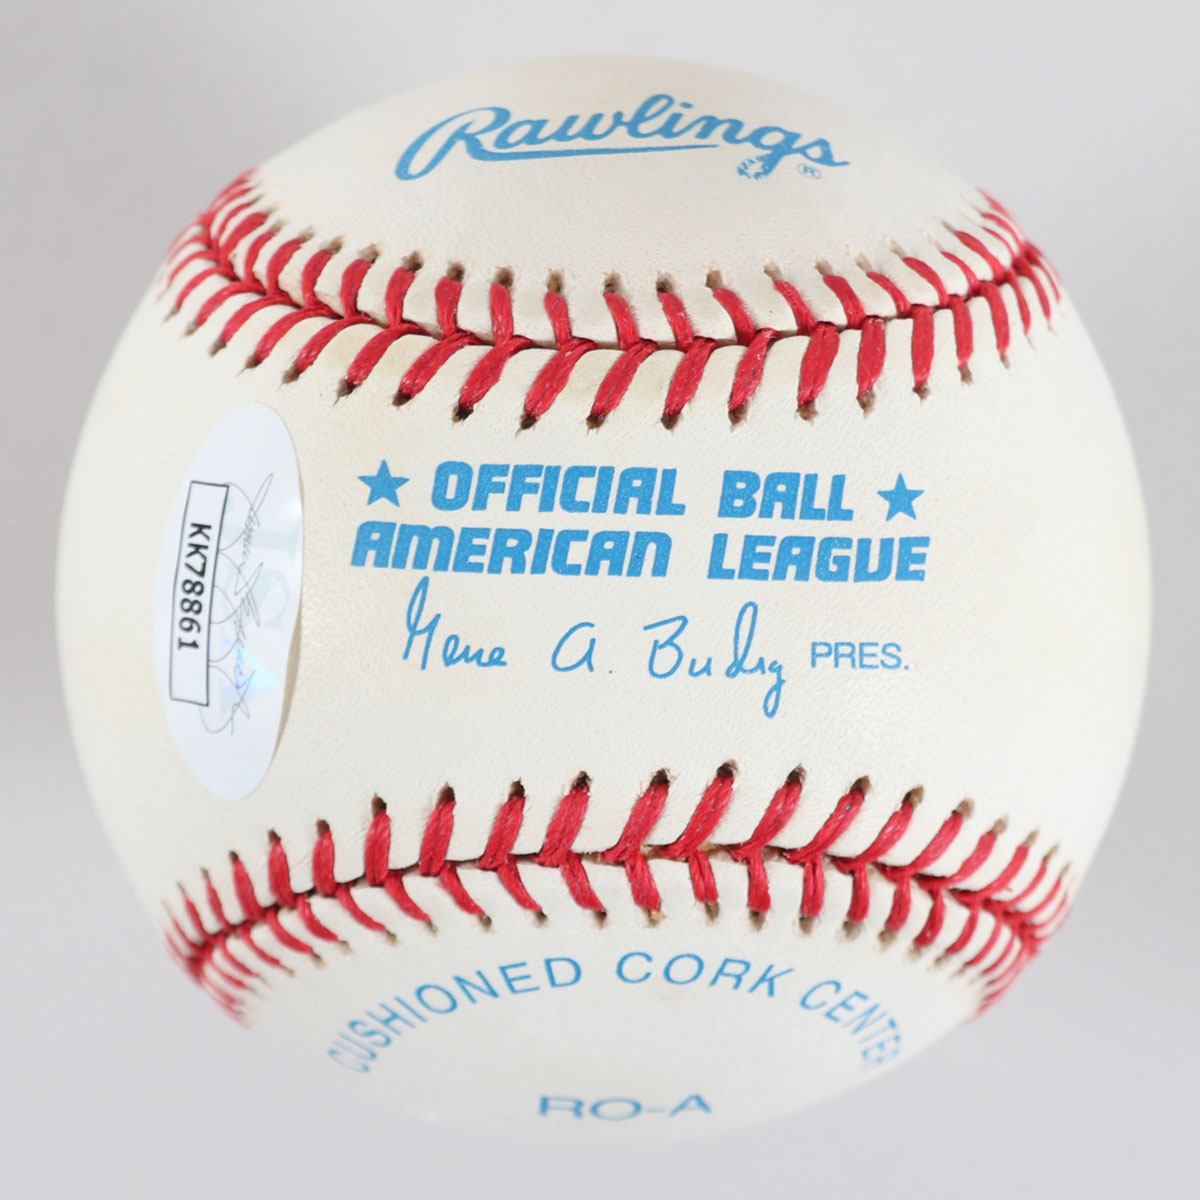 Rawlings ®
★ OFFICIAL BALL ★
AMERICAN LEAGUE
Gene A. Budig PRES.
KK78861
CUSHIONED CORK CENTER
RO-A